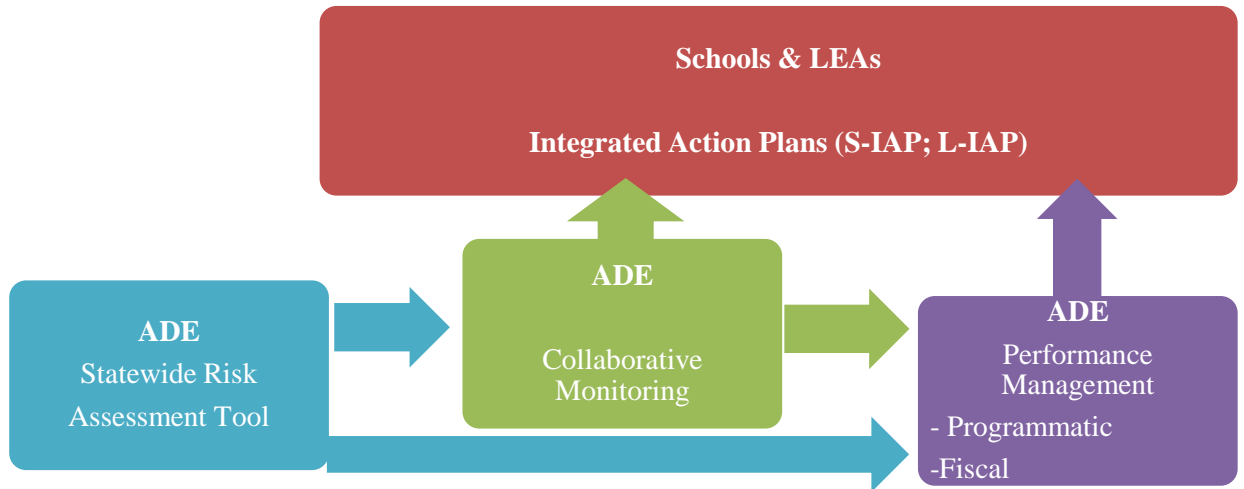 Schools & LEAs
Integrated Action Plans (S-IAP; L-IAP)
ADE
Statewide Risk
Assessment Tool
ADE
Collaborative
Monitoring
ADE
Performance
Management
- Programmatic
-Fiscal